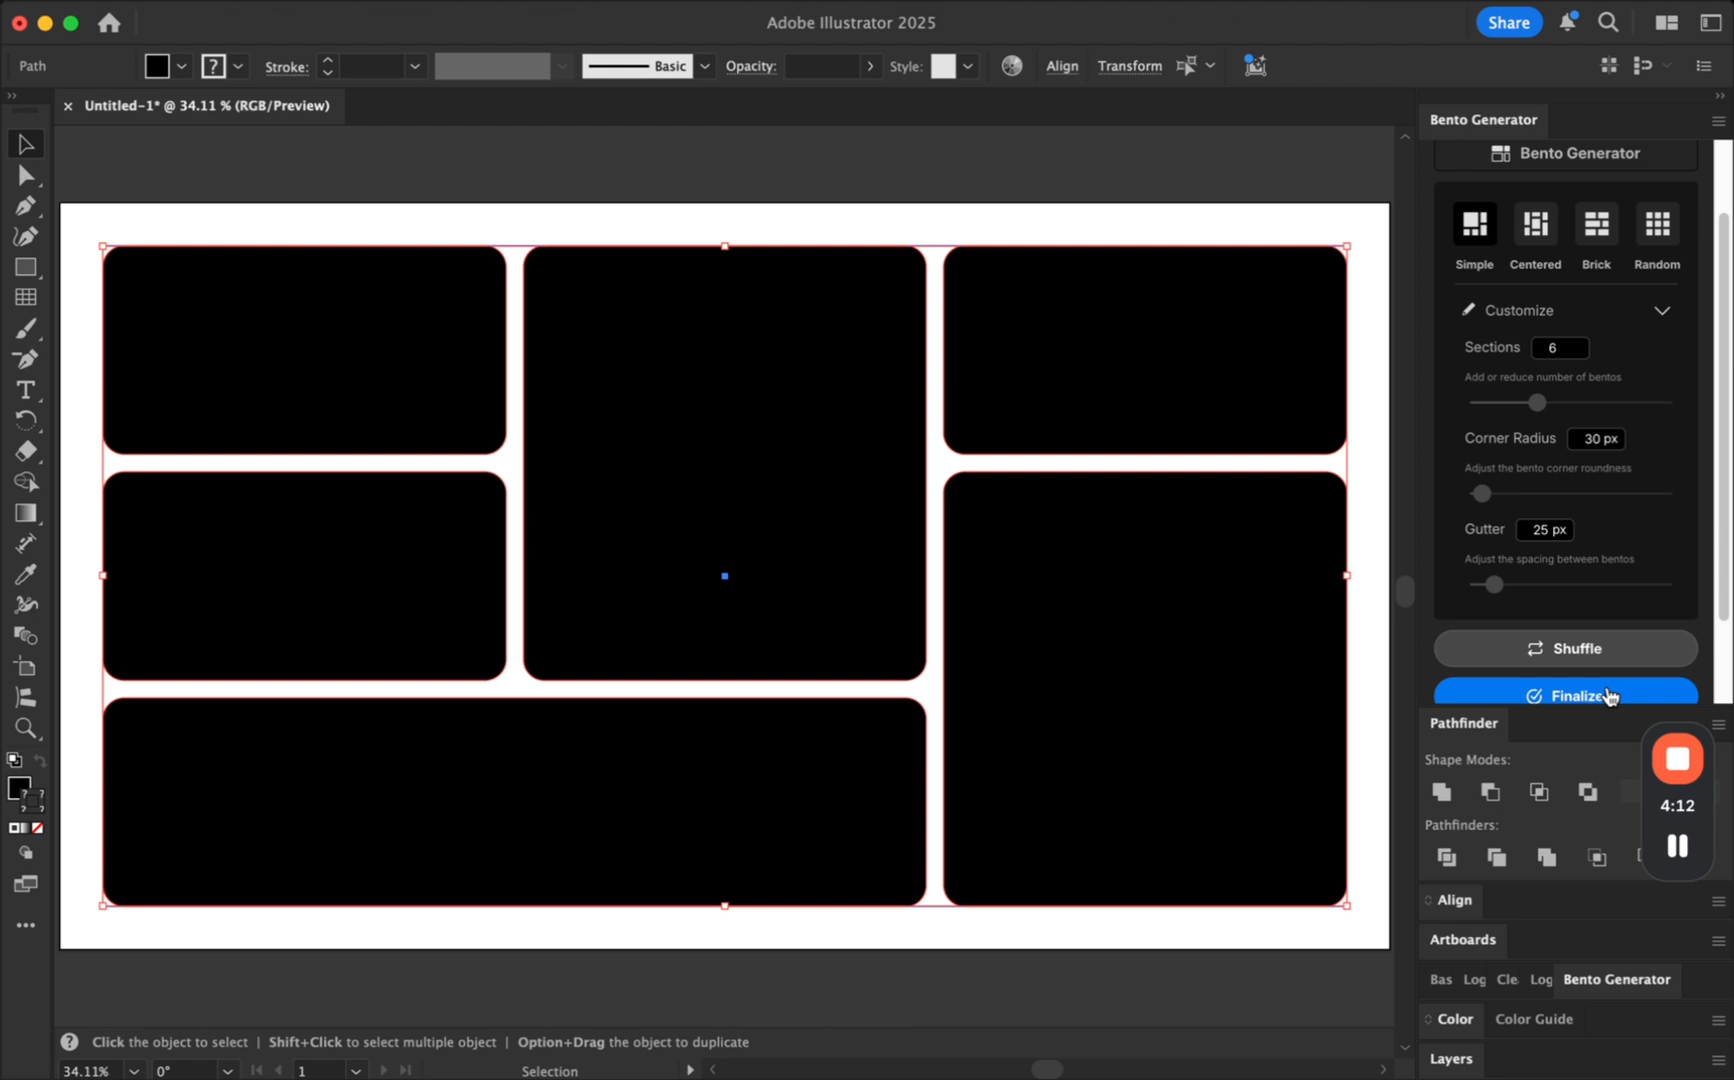 Adobe Illustrator 2025
Share
Path
?
Stroke:
Basic
Opacity:
Style:
Align
Transform
Untitled-1* @ 34.11 % (RGB/Preview)
Bento Generator
Bento Generator
Simple Centered Brick Random
Customize
Sections 6
Add or reduce number of bentos
Corner Radius 30 px
Adjust the bento corner roundness
Gutter 25 px
Adjust the spacing between bentos
Shuffle
Finalize
Pathfinder
Shape Modes:
4:12
Pathfinders:
Align
Artboards
Bas Log Cle Log Bento Generator
Color Color Guide
Layers
? Click the object to select | Shift+Click to select multiple object | Option+Drag the object to duplicate
34.11% 0° 1 Selection